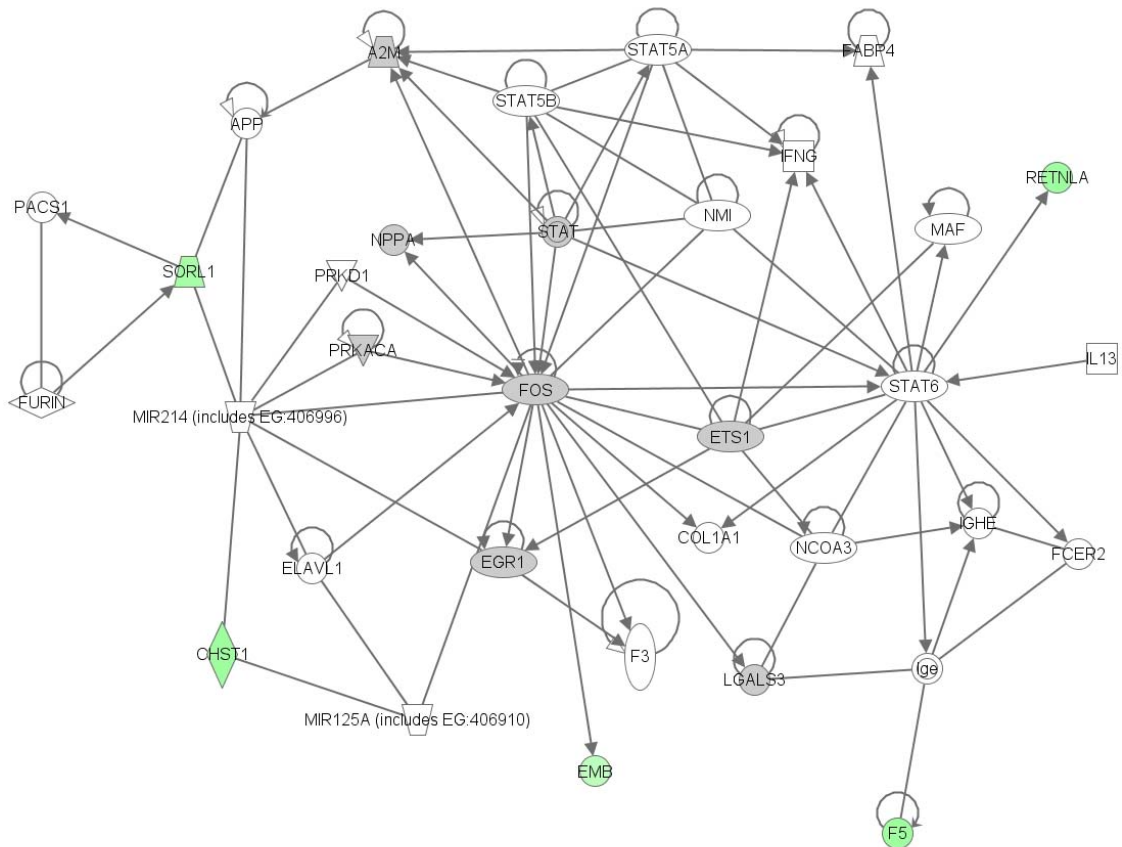 A2M
STAT5A
FABP4
STAT5B
APP
IFNG
RETNLA
PACS1
NMI
MAF
NPPA
STAT
SORL1
PRKD1
PRKACA
IL13
FURIN
FOS
STAT6
MIR214 (includes EG:406996)
ETS1
IGHE
COL1A1
NCOA3
FCER2
ELAVL1
EGR1
CHST1
F3
LGALS3
Ige
MIR125A (includes EG:406910)
EMB
F5